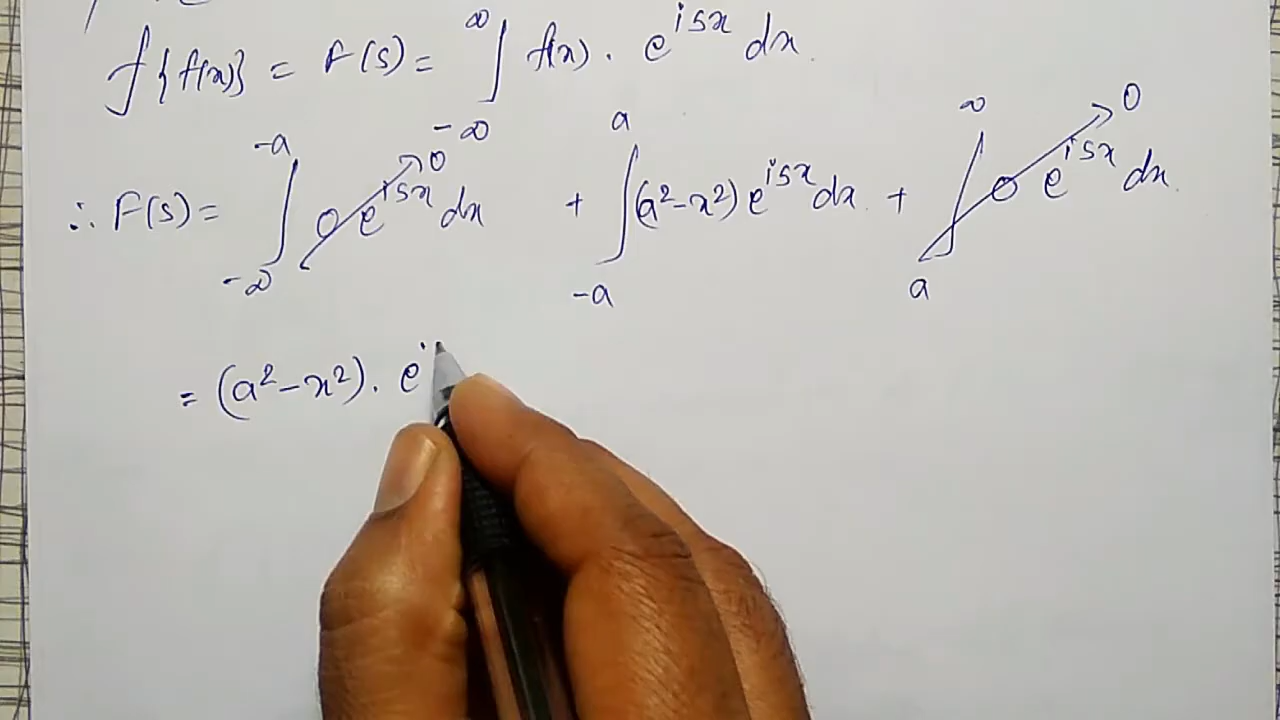 f{f(x)} = F(s) = ∫_{-∞}^{∞} f(x) · e^{isx} dx
∴ F(s) = ∫_{-∞}^{-a} 0 e^{isx} dx → 0 + ∫_{-a}^{a} (a²-x²) e^{isx} dx + ∫_{a}^{∞} 0 e^{isx} dx → 0
= (a²-x²) · e^{i